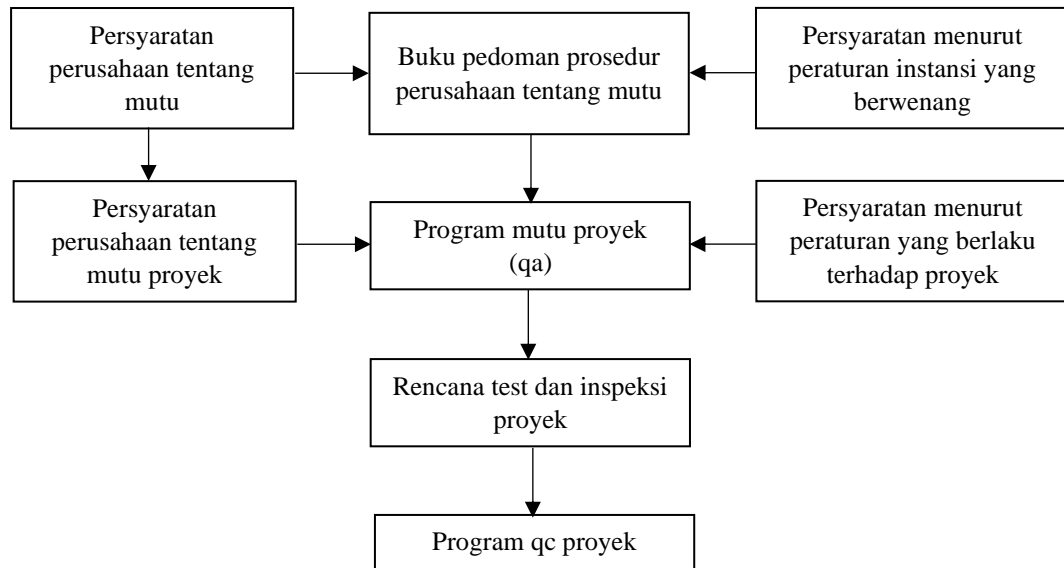 Persyaratan
perusahaan tentang
mutu
Buku pedoman prosedur
perusahaan tentang mutu
Persyaratan menurut
peraturan instansi yang
berwenang
Persyaratan
perusahaan tentang
mutu proyek
Program mutu proyek
(qa)
Persyaratan menurut
peraturan yang berlaku
terhadap proyek
Rencana test dan inspeksi
proyek
Program qc proyek